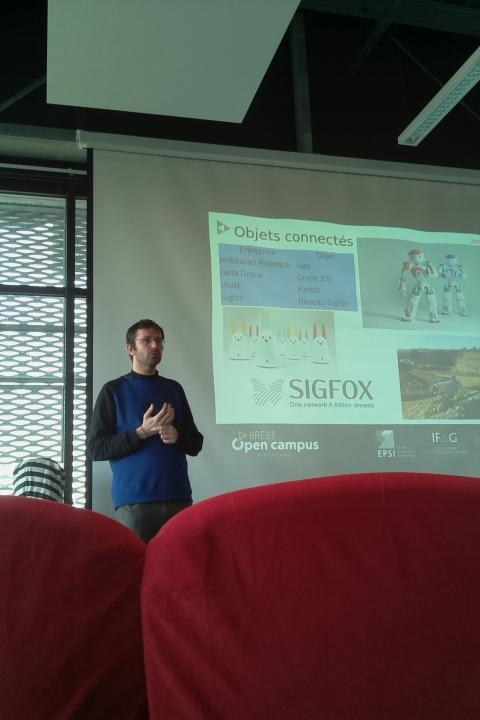 Objets connectés
Entreprise Objet
Aldebaran Robotics Nao
Delta Drone Drone 2.0
Violet Karotz
Sigfox Réseau Sigfox
SIGFOX
One network A billion dreams
BREST
Open campus
EPSI
IFAG